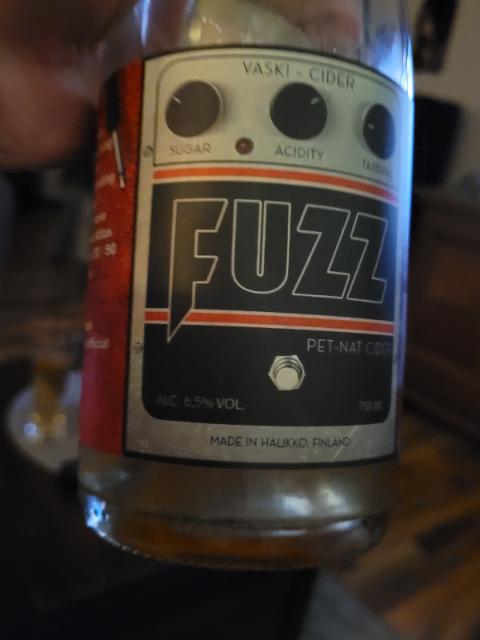 VASKI - CIDER
SUGAR
ACIDITY
FUZZ
PET-NAT CIDER
ALC. 6,5% VOL.
750 ML
MADE IN HALIKKO, FINLAND